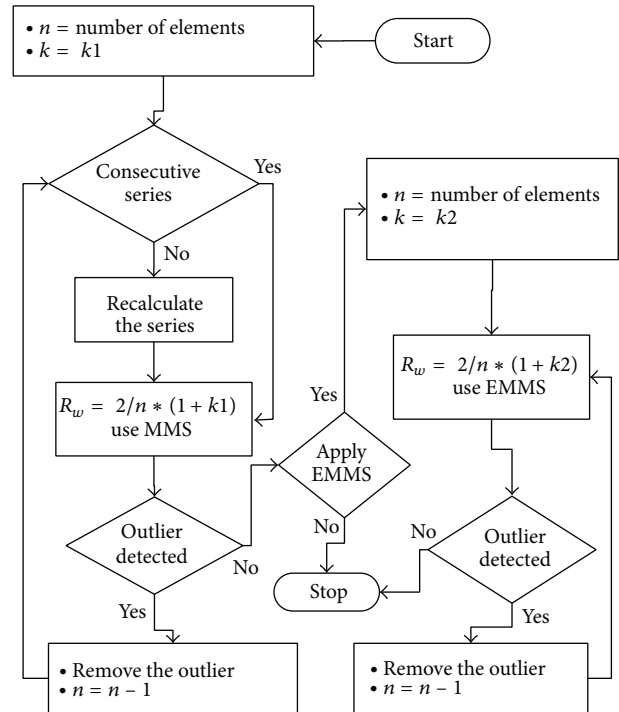 Start
• n = number of elements
• k = k1
Consecutive
series
Yes
No
Recalculate
the series
R_w = 2/n * (1 + k1)
use MMS
Outlier
detected
No
Yes
• Remove the outlier
• n = n − 1
Apply
EMMS
Yes
No
Stop
• n = number of elements
• k = k2
R_w = 2/n * (1 + k2)
use EMMS
Outlier
detected
No
Yes
• Remove the outlier
• n = n − 1